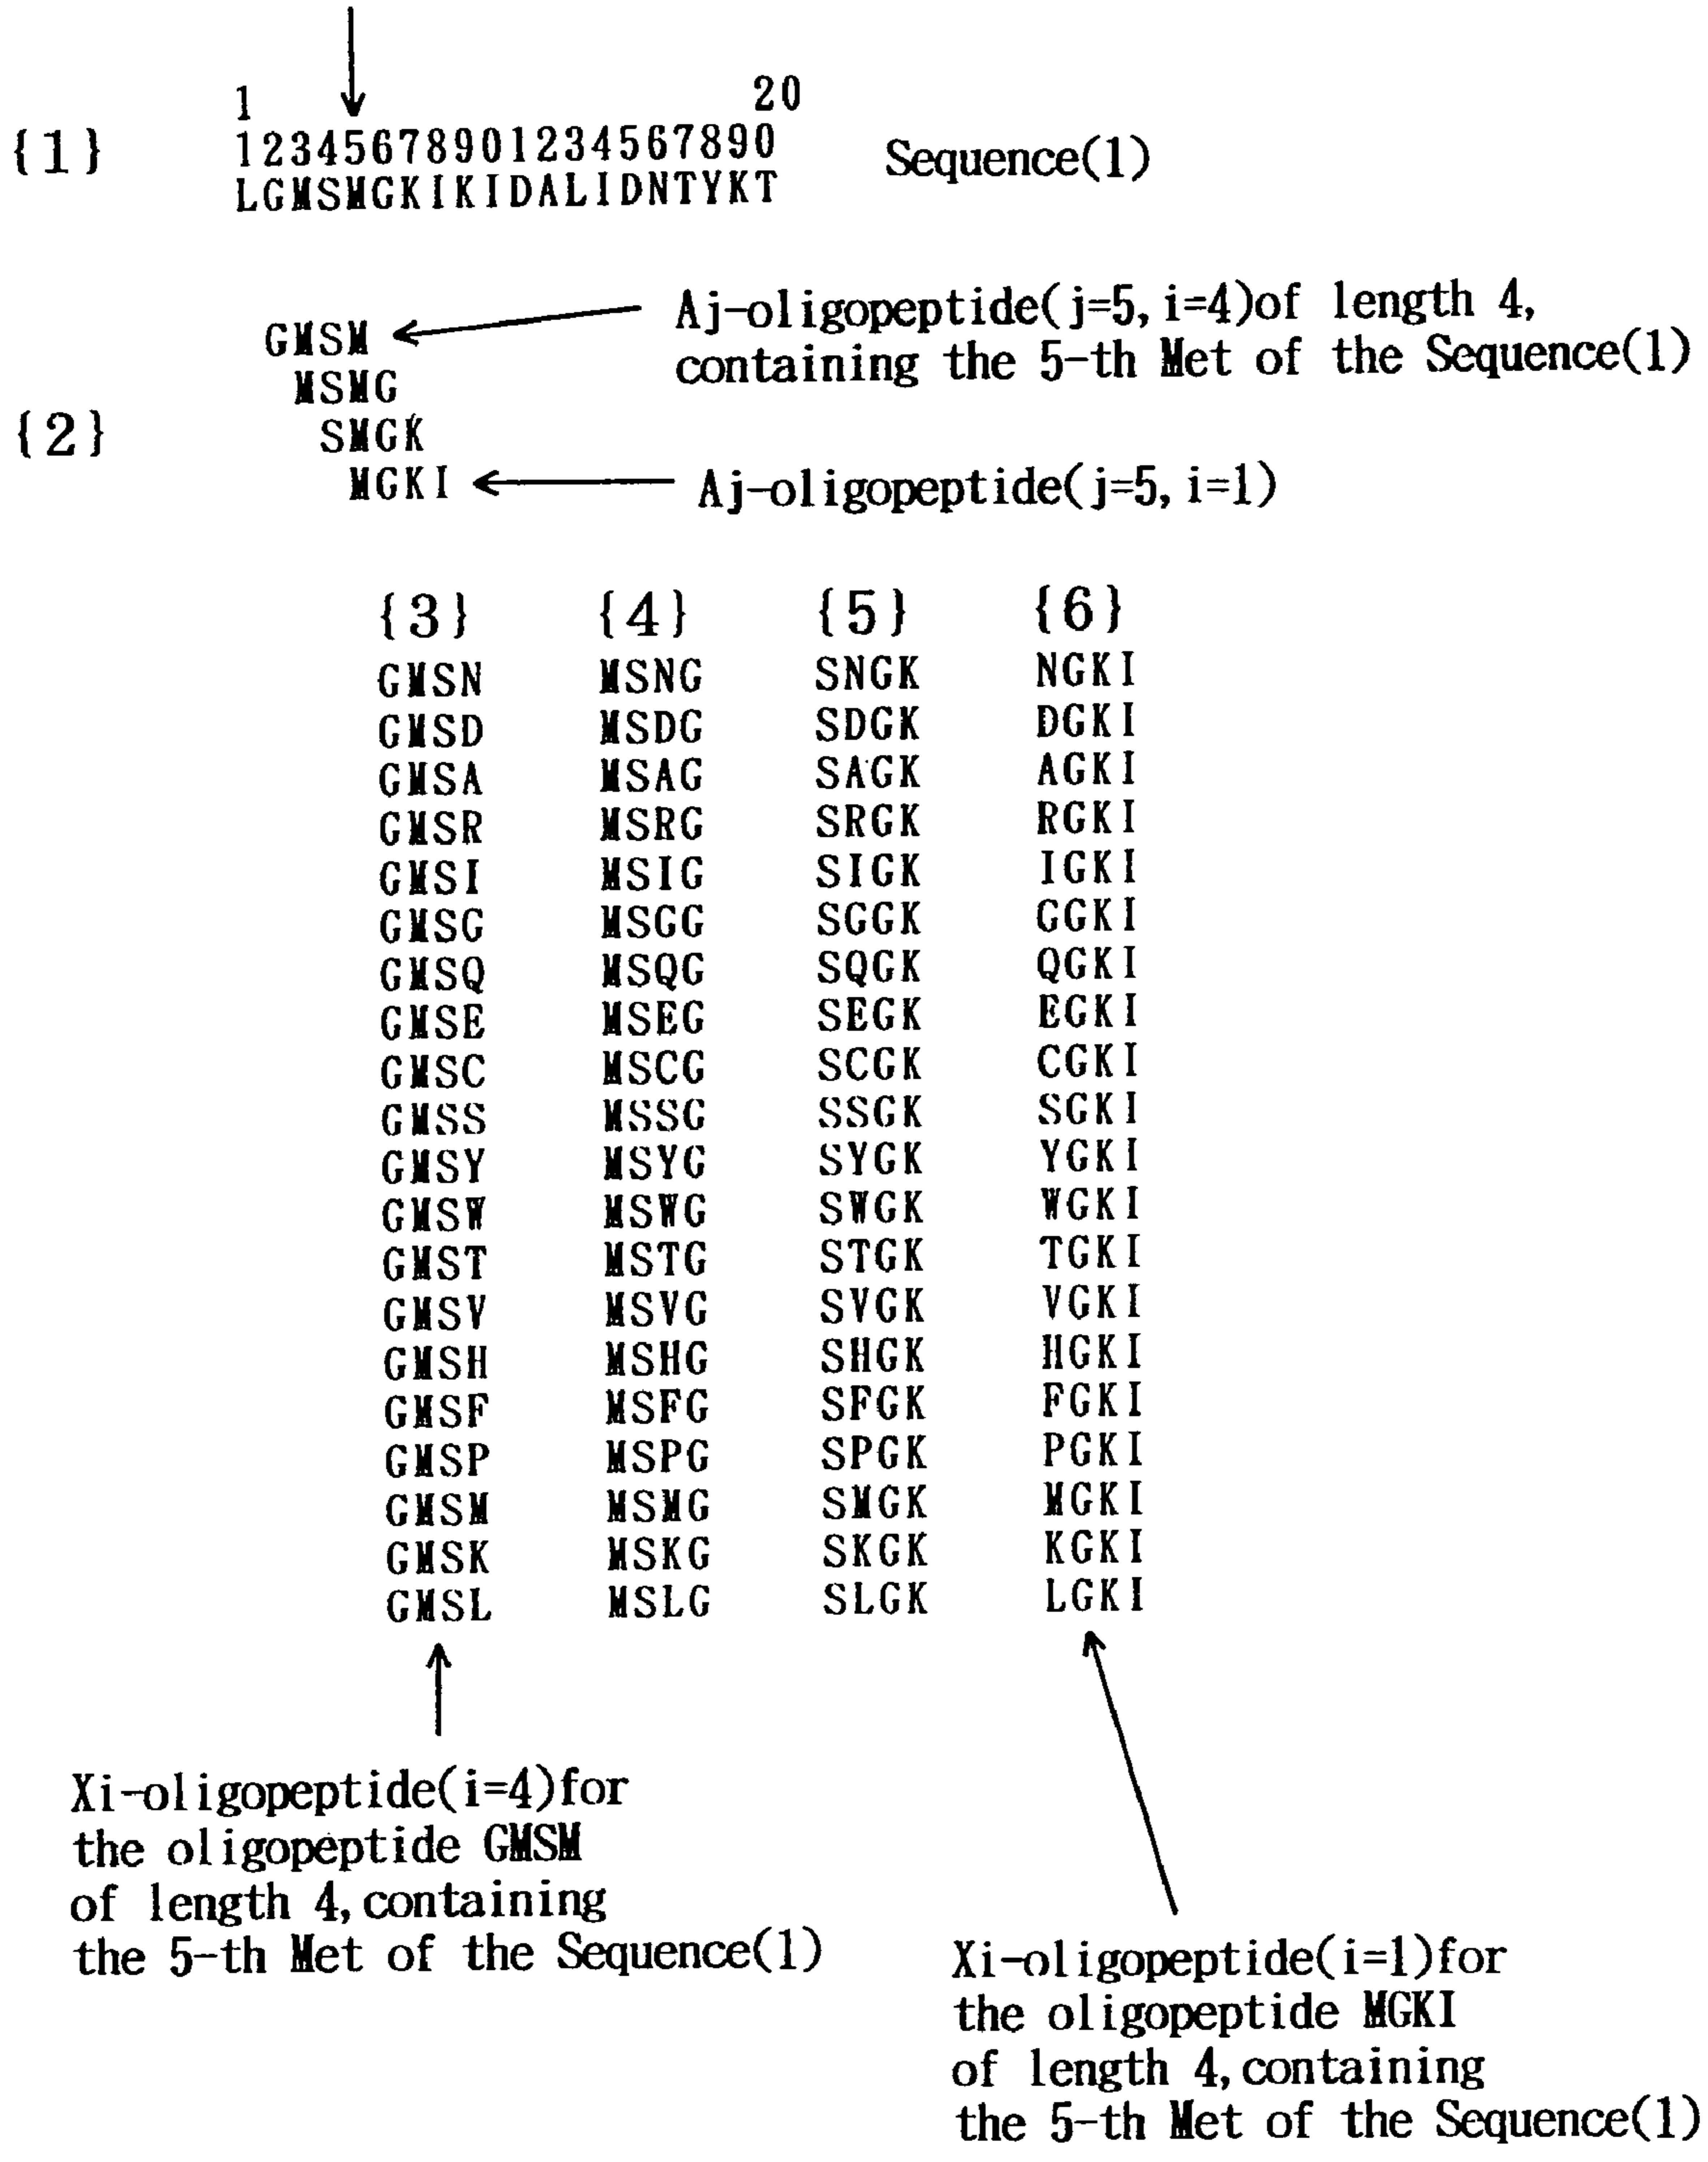 1 20
{1} 12345678901234567890 Sequence(1)
LGMSMGKIKIDALIDNTYKT
GMSM Aj-oligopeptide(j=5, i=4)of length 4,
containing the 5-th Met of the Sequence(1)
MSMG
{2} SMGK
MGKI Aj-oligopeptide(j=5, i=1)
{3} {4} {5} {6}
GMSN MSNG SNGK NGKI
GMSD MSDG SDGK DGKI
GMSA MSAG SAGK AGKI
GMSR MSRG SRGK RGKI
GMSI MSIG SIGK IGKI
GMSG MSGG SGGK GGKI
GMSQ MSQG SQGK QGKI
GMSE MSEG SEGK EGKI
GMSC MSCG SCGK CGKI
GMSS MSSG SSGK SGKI
GMSY MSYG SYGK YGKI
GMSW MSWG SWGK WGKI
GMST MSTG STGK TGKI
GMSV MSVG SVGK VGKI
GMSH MSHG SHGK HGKI
GMSF MSFG SFGK FGKI
GMSP MSPG SPGK PGKI
GMSM MSMG SMGK MGKI
GMSK MSKG SKGK KGKI
GMSL MSLG SLGK LGKI
Xi-oligopeptide(i=4)for
the oligopeptide GMSM
of length 4, containing
the 5-th Met of the Sequence(1)
Xi-oligopeptide(i=1)for
the oligopeptide MGKI
of length 4, containing
the 5-th Met of the Sequence(1)